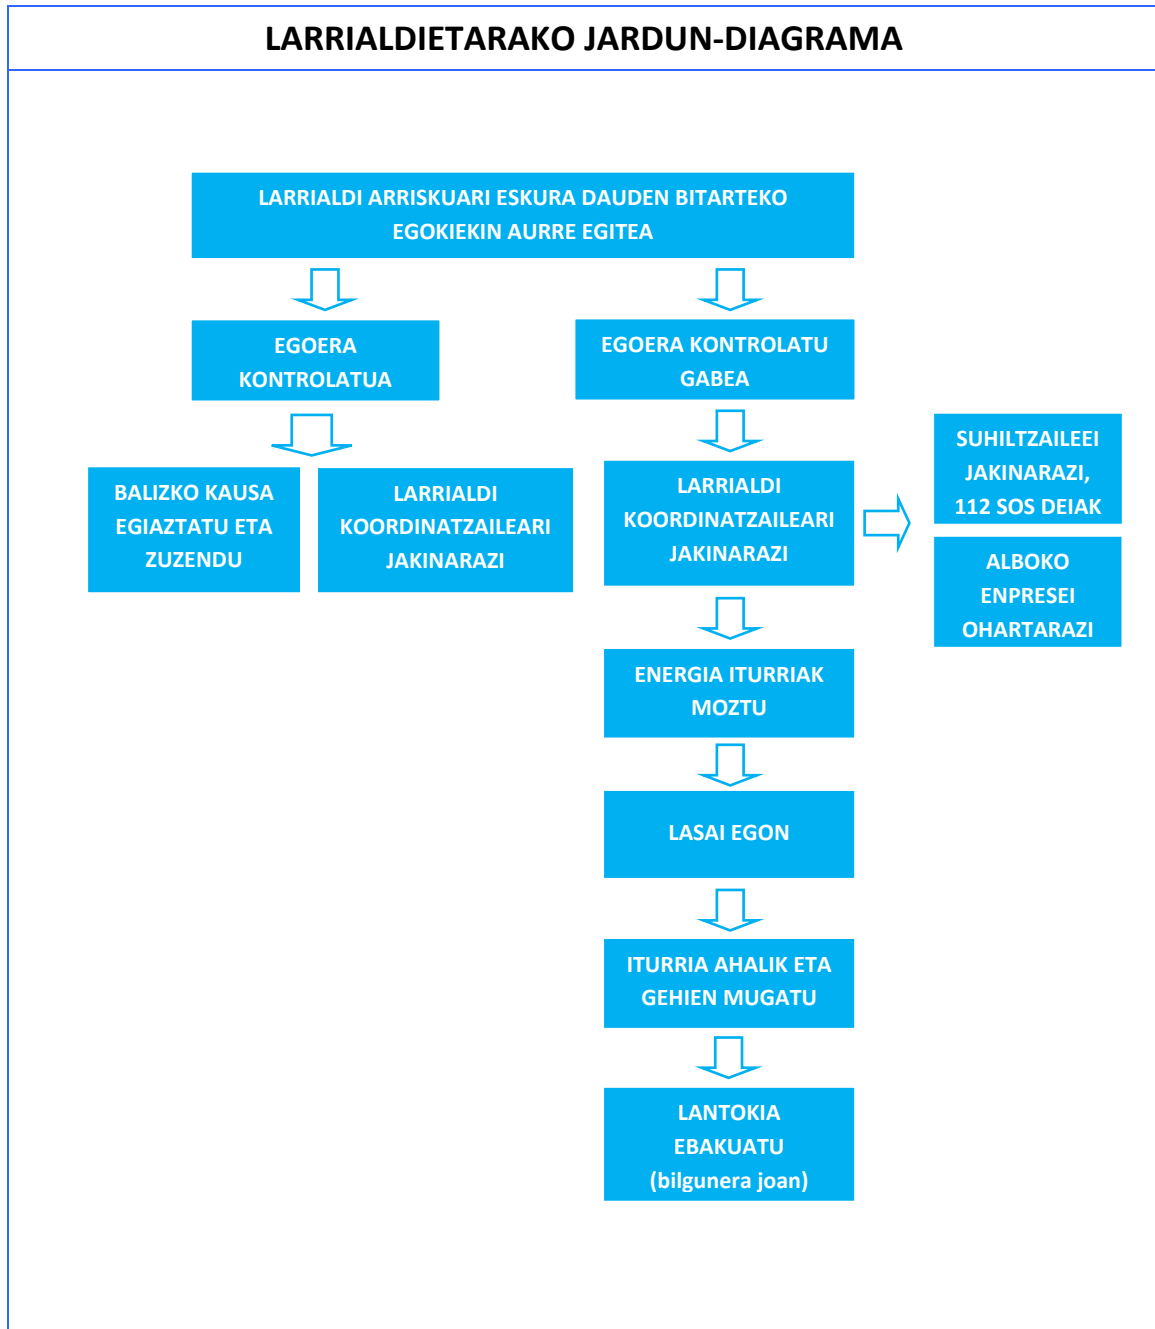 LARRIALDIETARAKO JARDUN-DIAGRAMA
LARRIALDI ARRISKUARI ESKURA DAUDEN BITARTEKO
EGOKIEKIN AURRE EGITEA
EGOERA
KONTROLATUA
EGOERA KONTROLATU
GABEA
BALIZKO KAUSA
EGIAZTATU ETA
ZUZENDU
LARRIALDI
KOORDINATZAILEARI
JAKINARAZI
LARRIALDI
KOORDINATZAILEARI
JAKINARAZI
SUHILTZAILEEI
JAKINARAZI,
112 SOS DEIAK
ALBOKO
ENPRESEI
OHARTARAZI
ENERGIA ITURRIAK
MOZTU
LASAI EGON
ITURRIA AHALIK ETA
GEHIEN MUGATU
LANTOKIA
EBAKUATU
(bilgunera joan)